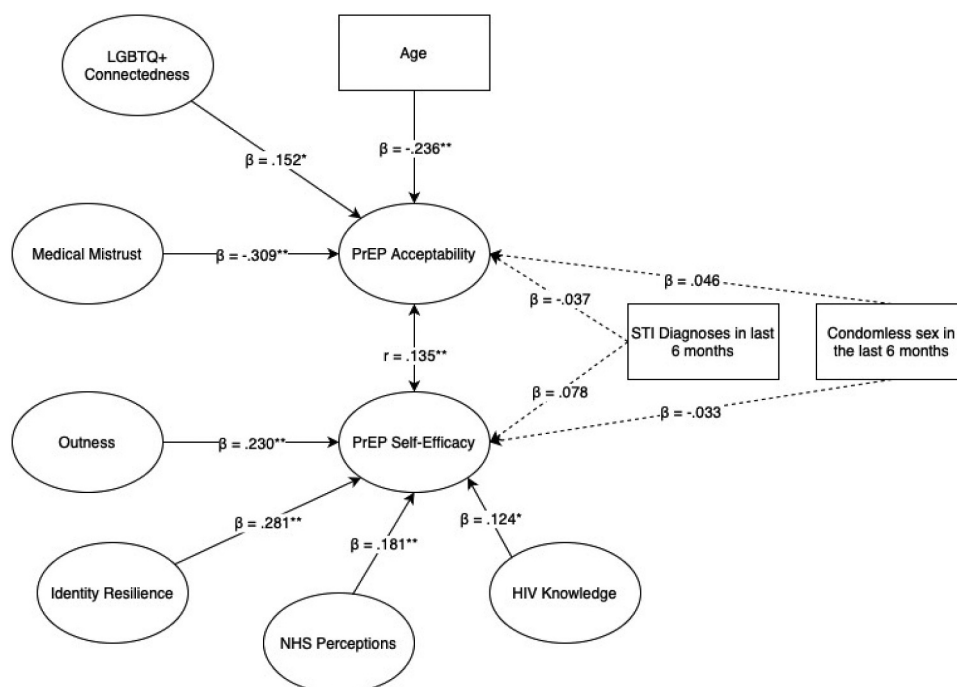 LGBTQ+
Connectedness
Age
β = .152*
β = -.236**
Medical Mistrust
β = -.309**
PrEP Acceptability
β = .046
β = -.037
STI Diagnoses in last
6 months
Condomless sex in
the last 6 months
r = .135**
β = .078
β = -.033
Outness
β = .230**
PrEP Self-Efficacy
β = .281**
β = .181**
β = .124*
Identity Resilience
HIV Knowledge
NHS Perceptions